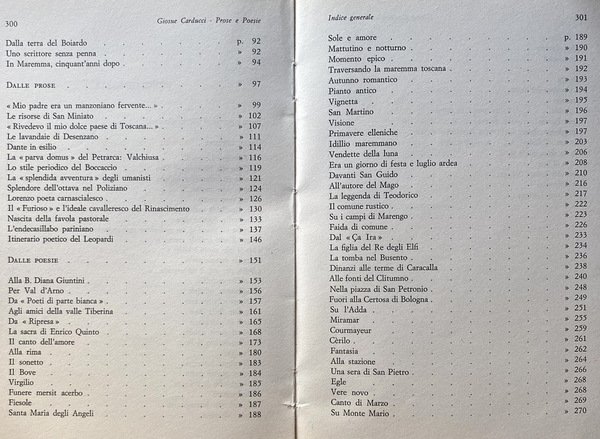 300
Giosue Carducci - Prose e Poesie
Dalla terra del Boiardo . p. 92
Uno scrittore senza penna . » 92
In Maremma, cinquant'anni dopo . » 94
DALLE PROSE . » 97
« Mio padre era un manzoniano fervente... » . » 99
Le risorse di San Miniato . » 102
« Rivedevo il mio dolce paese di Toscana... » . » 107
Le lavandaie di Desenzano . » 111
Dante in esilio . » 114
La « parva domus » del Petrarca: Valchiusa . » 116
Lo stile periodico del Boccaccio . » 119
La « splendida avventura » degli umanisti » 121
Splendore dell'ottava nel Poliziano . » 124
Lorenzo poeta carnascialesco . » 126
Il « Furioso » e l'ideale cavalleresco del Rinascimento . » 130
Nascita della favola pastorale . » 133
L'endecasillabo pariniano . » 137
Itinerario poetico del Leopardi . » 146
DALLE POESIE . » 151
Alla B. Diana Giuntini . » 153
Per Val d'Arno . » 156
Da « Poeti di parte bianca » . » 157
Agli amici della valle Tiberina . » 161
Da « Ripresa » . » 165
La sacra di Enrico Quinto . » 168
Il canto dell'amore . » 173
Alla rima . » 180
Il sonetto . » 183
Il Bove . » 184
Virgilio . » 185
Funere mersit acerbo . » 186
Fiesole . » 187
Santa Maria degli Angeli . » 188
Indice generale
301
Sole e amore . p. 189
Mattutino e notturno . » 190
Momento epico . » 191
Traversando la maremma toscana . » 192
Autunno romantico . » 193
Pianto antico . » 194
Vignetta . » 195
San Martino . » 196
Visione . » 197
Primavere elleniche . » 197
Idillio maremmano . » 203
Vendette della luna . » 206
Era un giorno di festa e luglio ardea . » 208
Davanti San Guido . » 210
All'autore del Mago . » 216
La leggenda di Teodorico . » 217
Il comune rustico . » 222
Su i campi di Marengo . » 223
Faida di comune . » 226
Dal « Ça Ira » . » 233
La figlia del Re degli Elfi . » 234
La tomba nel Busento . » 236
Dinanzi alle terme di Caracalla . » 238
Alle fonti del Clitumno . » 240
Nella piazza di San Petronio . » 248
Fuori alla Certosa di Bologna . » 249
Su l'Adda . » 251
Miramar . » 255
Courmayeur . » 259
Cèrilo . » 261
Fantasia . » 262
Alla stazione . » 264
Una sera di San Pietro . » 266
Egle . » 268
Vere novo . » 268
Canto di Marzo . » 269
Su Monte Mario . » 270